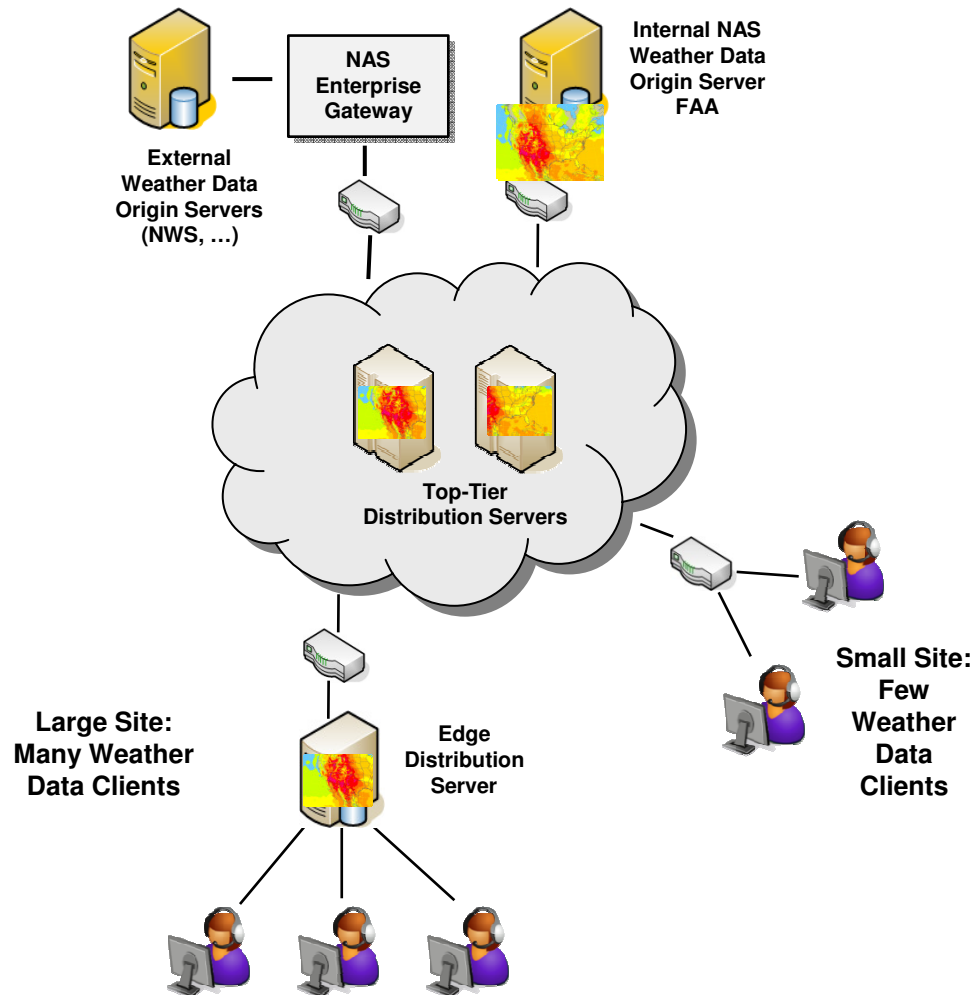 NAS
Enterprise
Gateway
Internal NAS
Weather Data
Origin Server
FAA
External
Weather Data
Origin Servers
(NWS, …)
Top-Tier
Distribution Servers
Small Site:
Few
Weather
Data
Clients
Large Site:
Many Weather
Data Clients
Edge
Distribution
Server